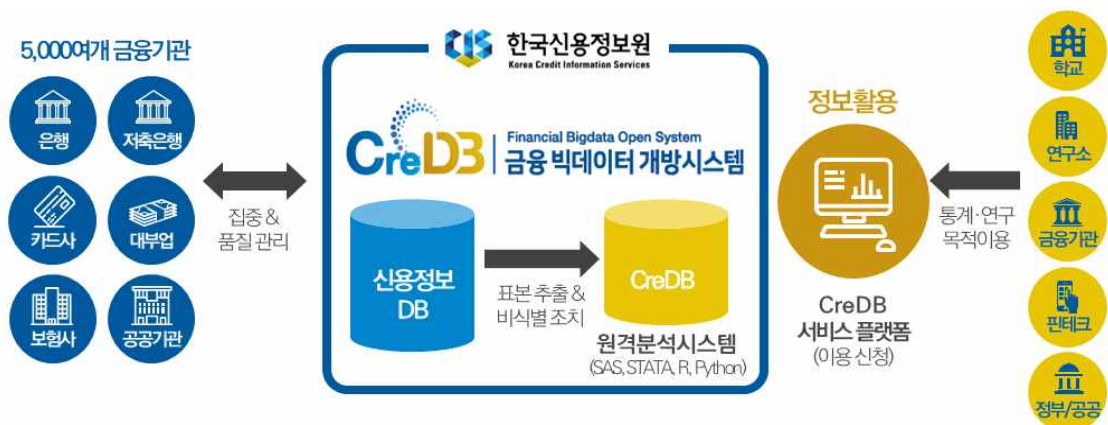 5,000여개 금융기관
은행
저축은행
카드사
대부업
보험사
공공기관
집중 &
품질 관리
CIS 한국신용정보원
Korea Credit Information Services
CreDB
Financial Bigdata Open System
금융 빅데이터 개방시스템
신용정보
DB
표본 추출 &
비식별 조치
CreDB
원격분석시스템
(SAS, STATA, R, Python)
정보활용
CreDB
서비스 플랫폼
(이용 신청)
통계·연구
목적이용
학교
연구소
금융기관
핀테크
정부/공공